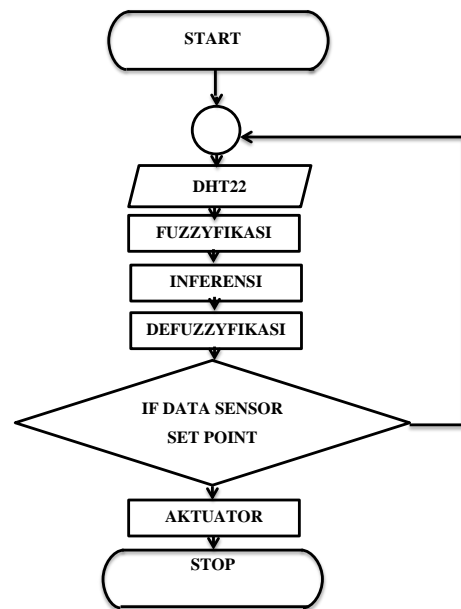 START
DHT22
FUZZYFIKASI
INFERENSI
DEFUZZYFIKASI
IF DATA SENSOR
SET POINT
AKTUATOR
STOP